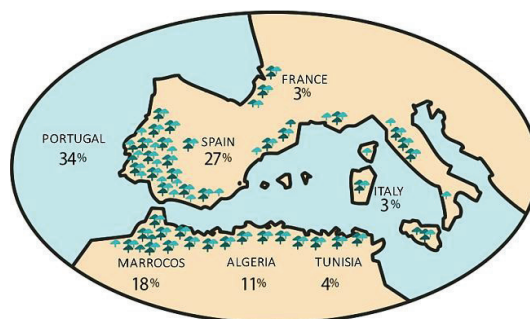 FRANCE
3%
PORTUGAL
34%
SPAIN
27%
ITALY
3%
MARROCOS
18%
ALGERIA
11%
TUNISIA
4%